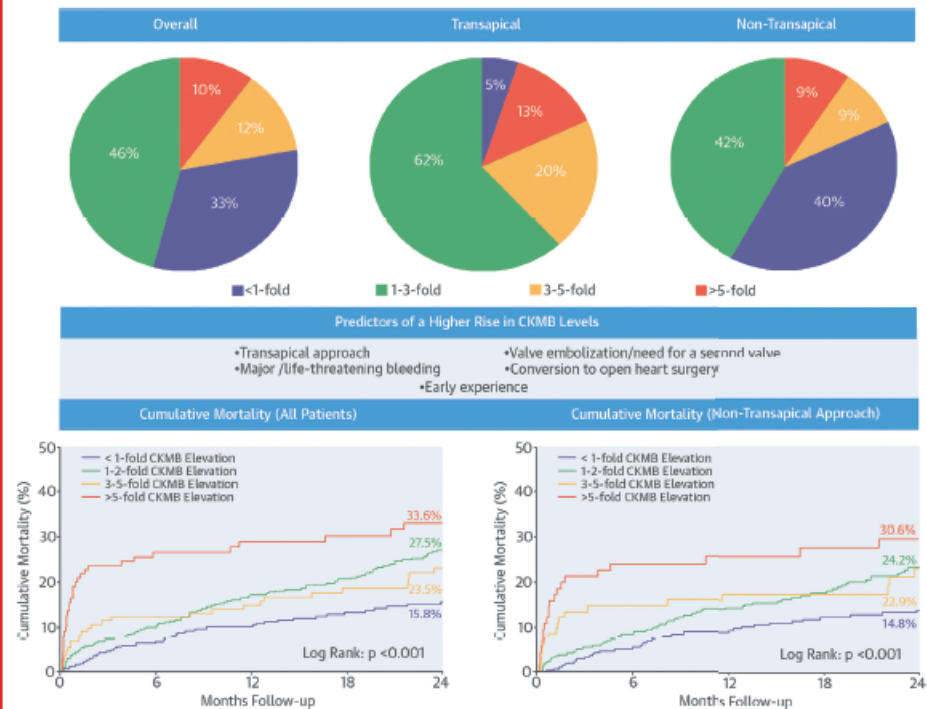 Overall Transapical Non-Transapical
10%
12%
33%
46%
5%
13%
20%
62%
9%
9%
40%
42%
<1-fold 1-3-fold 3-5-fold >5-fold
Predictors of a Higher Rise in CKMB Levels
•Transapical approach •Valve embolization/need for a second valve
•Major /life-threatening bleeding •Conversion to open heart surgery
•Early experience
Cumulative Mortality (All Patients)
Cumulative Mortality (%)
50
40
30
20
10
0
< 1-fold CKMB Elevation
1-2-fold CKMB Elevation
3-5-fold CKMB Elevation
>5-fold CKMB Elevation
33.6%
27.5%
23.5%
15.8%
Log Rank: p <0.001
0 6 12 18 24
Months Follow-up
Cumulative Mortality (Non-Transapical Approach)
Cumulative Mortality (%)
50
40
30
20
10
0
< 1-fold CKMB Elevation
1-2-fold CKMB Elevation
3-5-fold CKMB Elevation
>5-fold CKMB Elevation
30.6%
24.2%
22.9%
14.8%
Log Rank: p <0.001
0 6 12 18 24
Months Follow-up